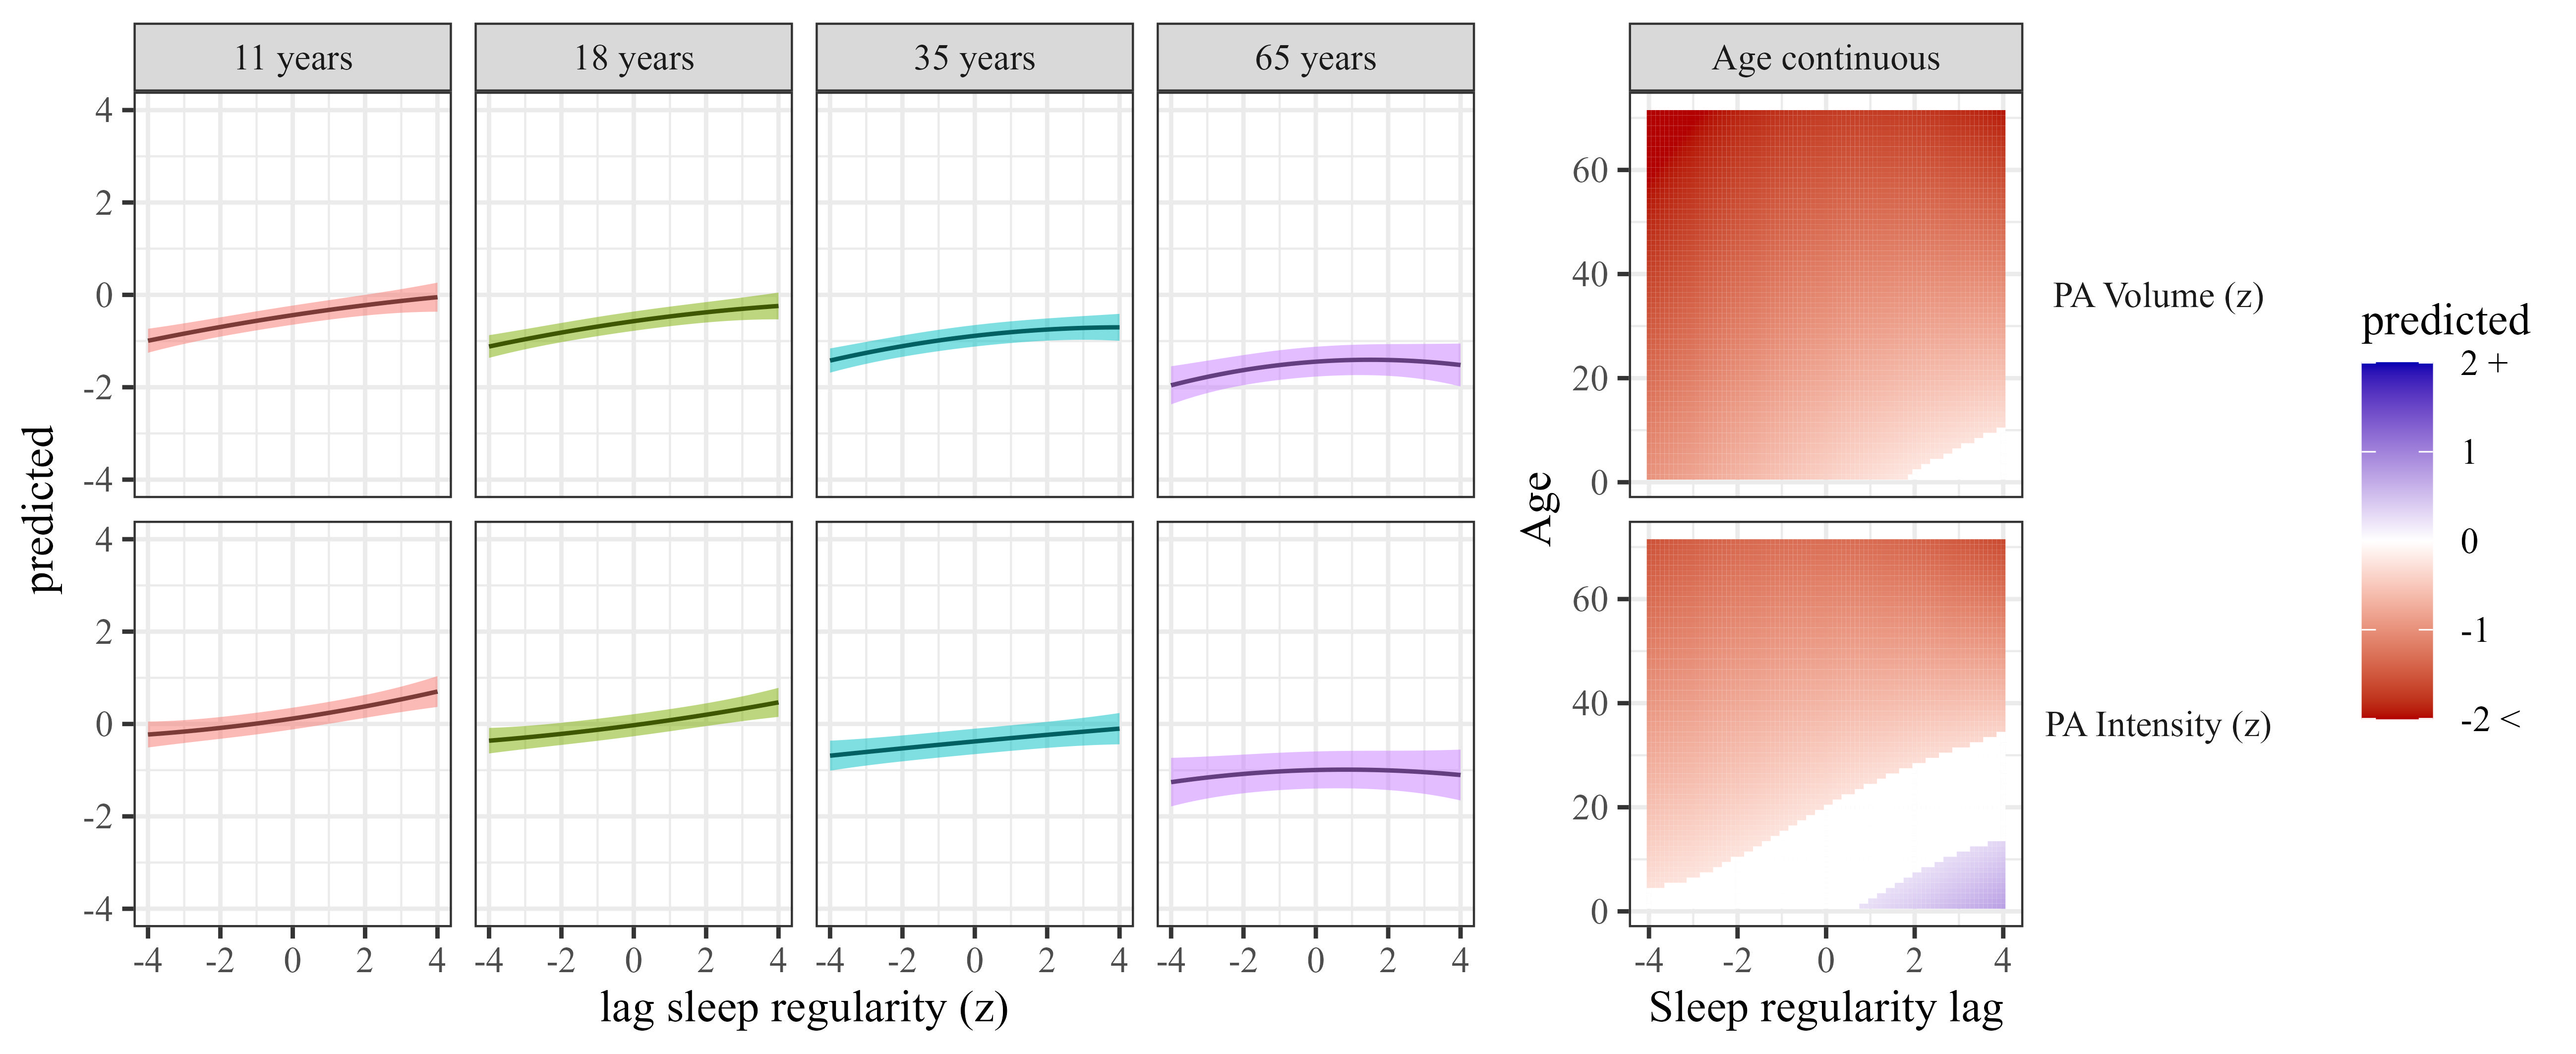 11 years
18 years
35 years
65 years
Age continuous
4
2
0
-2
-4
60
40
20
0
PA Volume (z)
predicted
2 +
1
0
-1
-2 <
predicted
Age
4
2
0
-2
-4
60
40
20
0
PA Intensity (z)
-4 -2 0 2 4
-4 -2 0 2 4
-4 -2 0 2 4
-4 -2 0 2 4
-4 -2 0 2 4
lag sleep regularity (z)
Sleep regularity lag